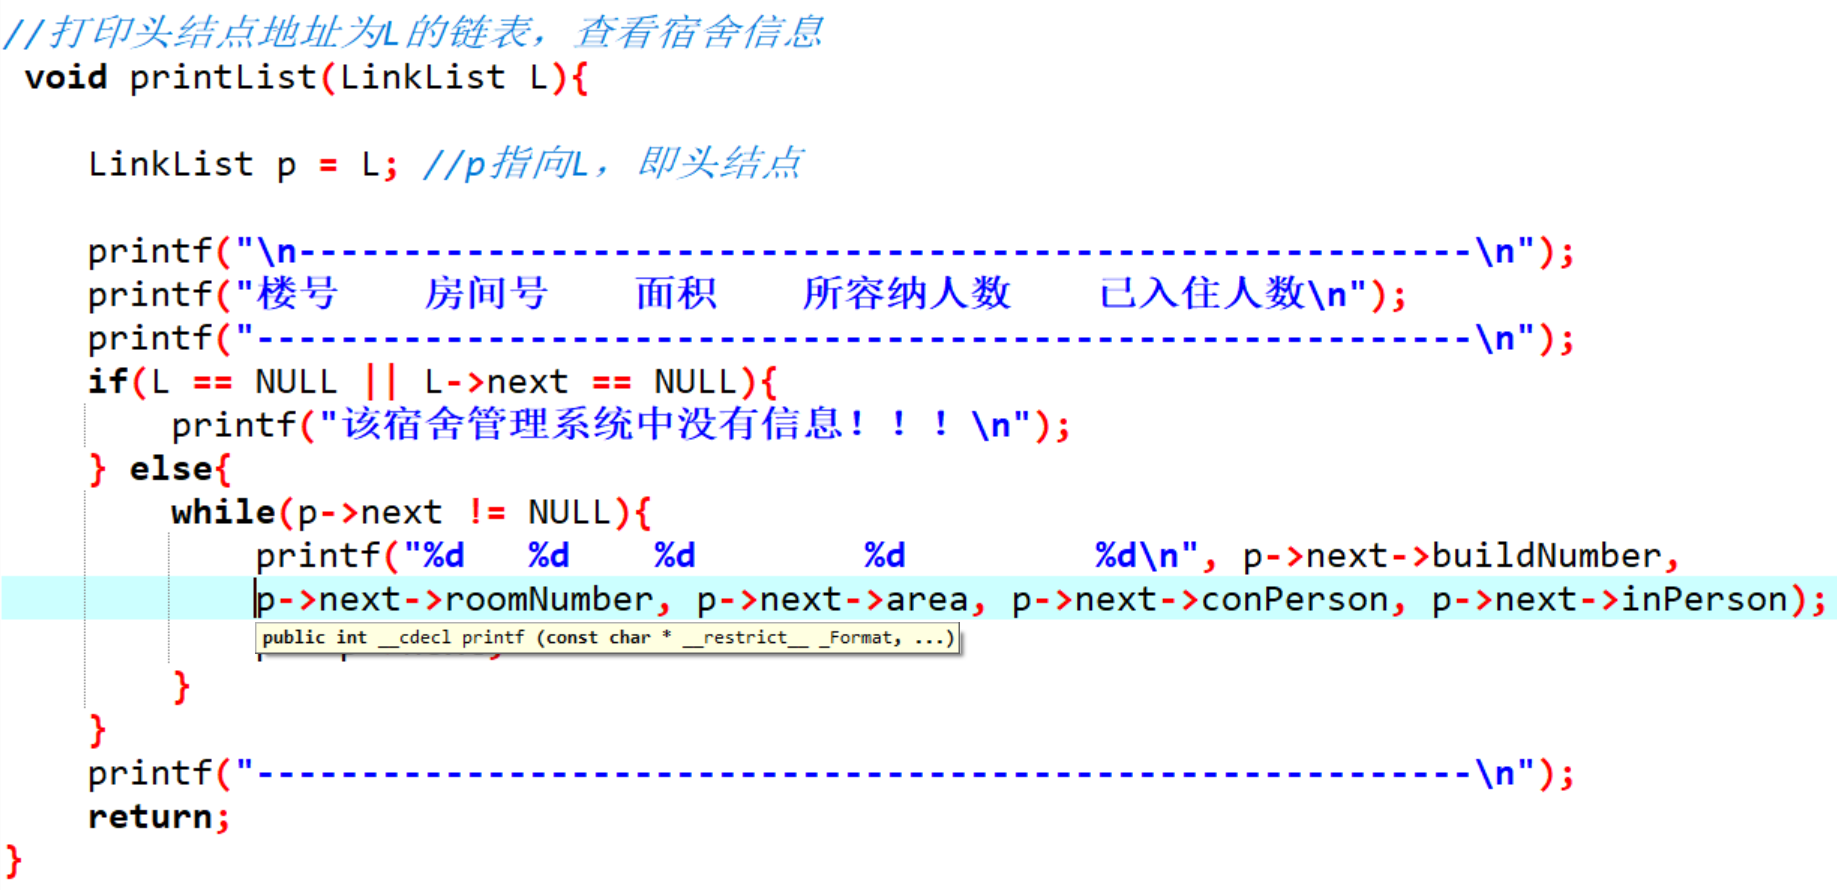 //打印头结点地址为L的链表，查看宿舍信息
void printList(LinkList L){
LinkList p = L; //p指向L，即头结点
printf("\n--------------------------------------------------------\n");
printf("楼号    房间号    面积    所容纳人数    已入住人数\n");
printf("----------------------------------------------------------\n");
if(L == NULL || L->next == NULL){
printf("该宿舍管理系统中没有信息！！！\n");
} else{
while(p->next != NULL){
printf("%d   %d    %d        %d         %d\n", p->next->buildNumber,
p->next->roomNumber, p->next->area, p->next->conPerson, p->next->inPerson);
public int __cdecl printf (const char * __restrict__ _Format, ...)
}
}
printf("----------------------------------------------------------\n");
return;
}